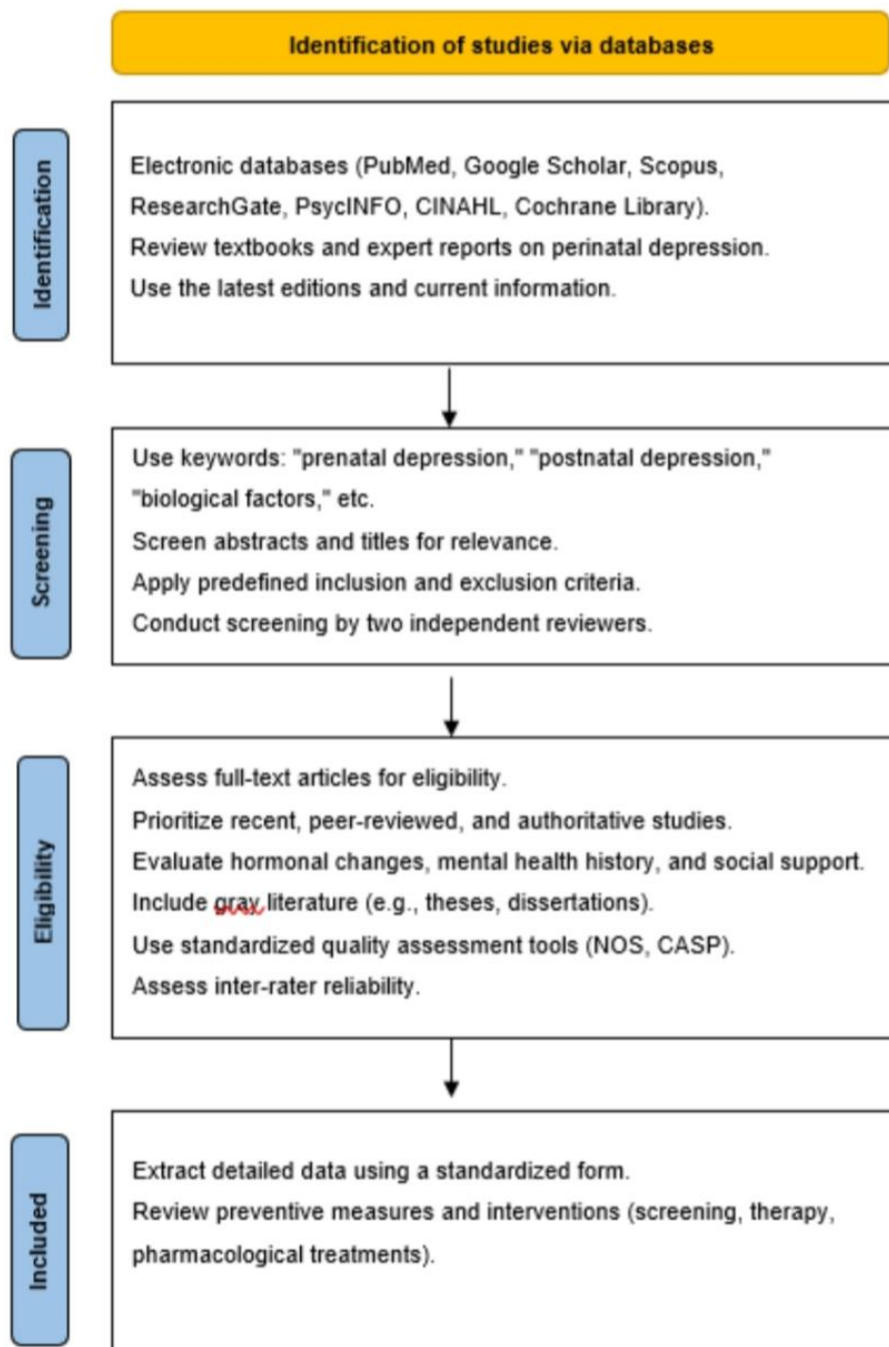 Identification of studies via databases
Identification
Electronic databases (PubMed, Google Scholar, Scopus,
ResearchGate, PsycINFO, CINAHL, Cochrane Library).
Review textbooks and expert reports on perinatal depression.
Use the latest editions and current information.
Screening
Use keywords: "prenatal depression," "postnatal depression,"
"biological factors," etc.
Screen abstracts and titles for relevance.
Apply predefined inclusion and exclusion criteria.
Conduct screening by two independent reviewers.
Eligibility
Assess full-text articles for eligibility.
Prioritize recent, peer-reviewed, and authoritative studies.
Evaluate hormonal changes, mental health history, and social support.
Include gray literature (e.g., theses, dissertations).
Use standardized quality assessment tools (NOS, CASP).
Assess inter-rater reliability.
Included
Extract detailed data using a standardized form.
Review preventive measures and interventions (screening, therapy,
pharmacological treatments).